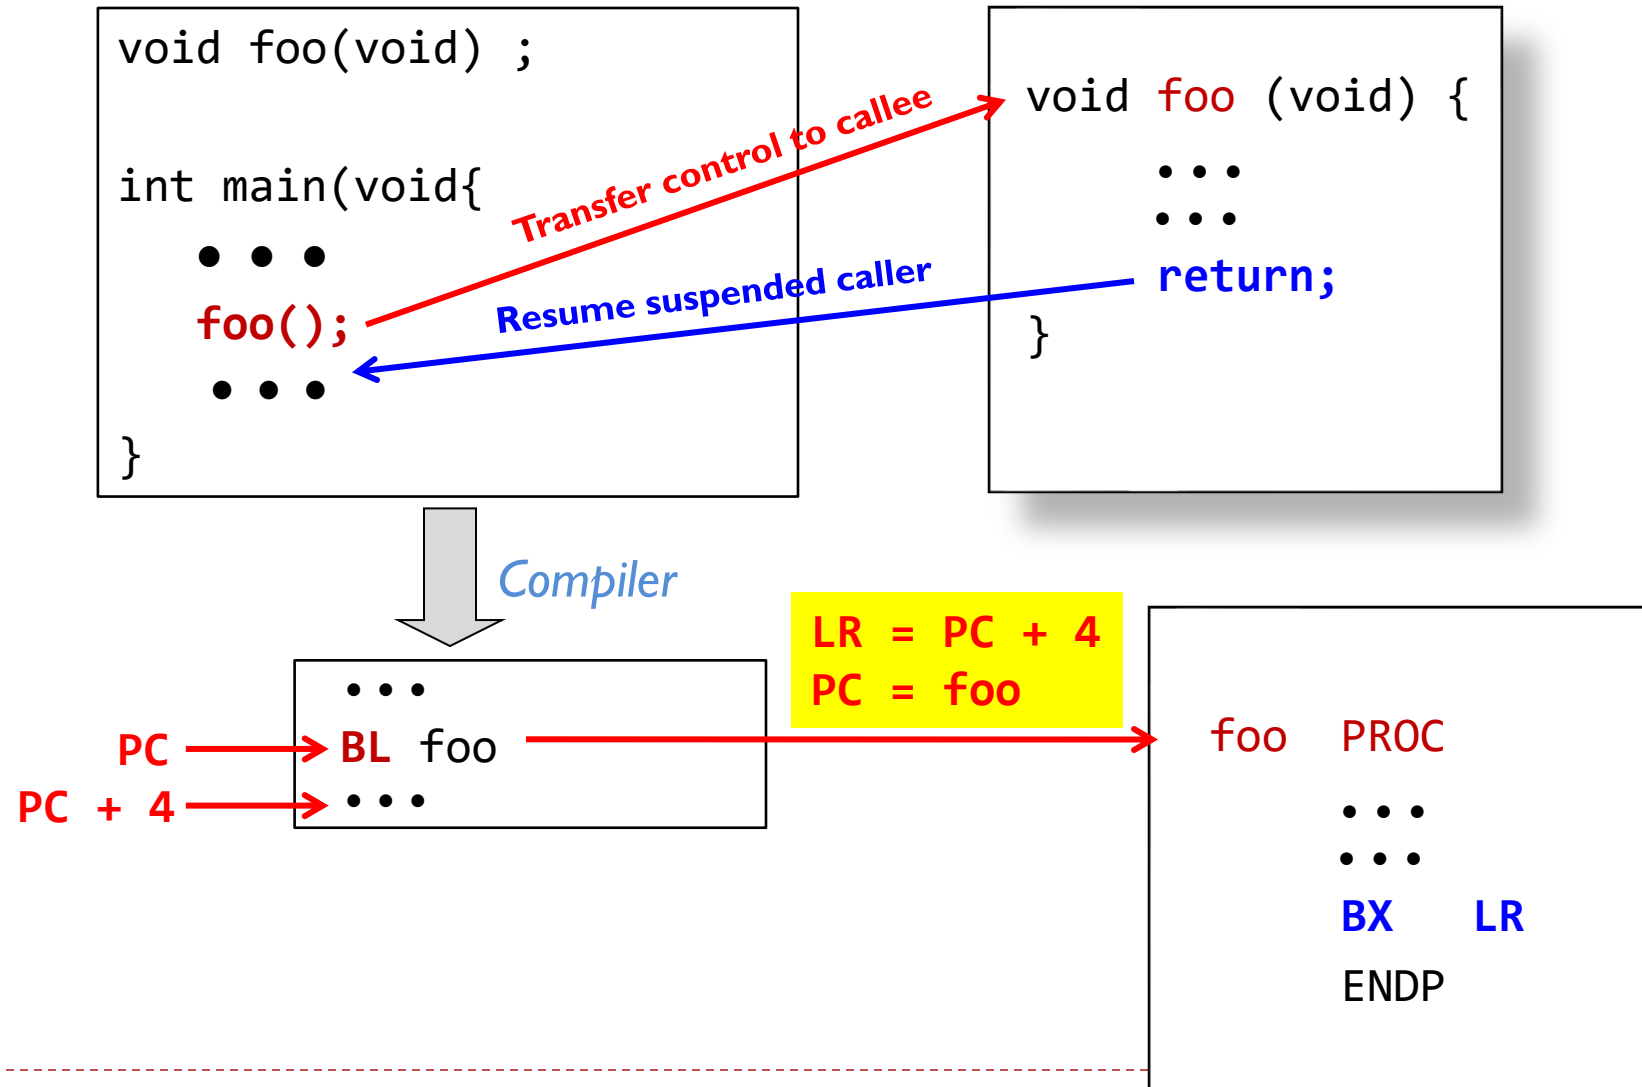 void foo(void) ;
int main(void{
• • •
foo();
• • •
}
Transfer control to callee
Resume suspended caller
void foo (void) {
• • •
• • •
return;
}
Compiler
• • •
BL foo
• • •
PC
PC + 4
LR = PC + 4
PC = foo
foo PROC
• • •
• • •
BX LR
ENDP